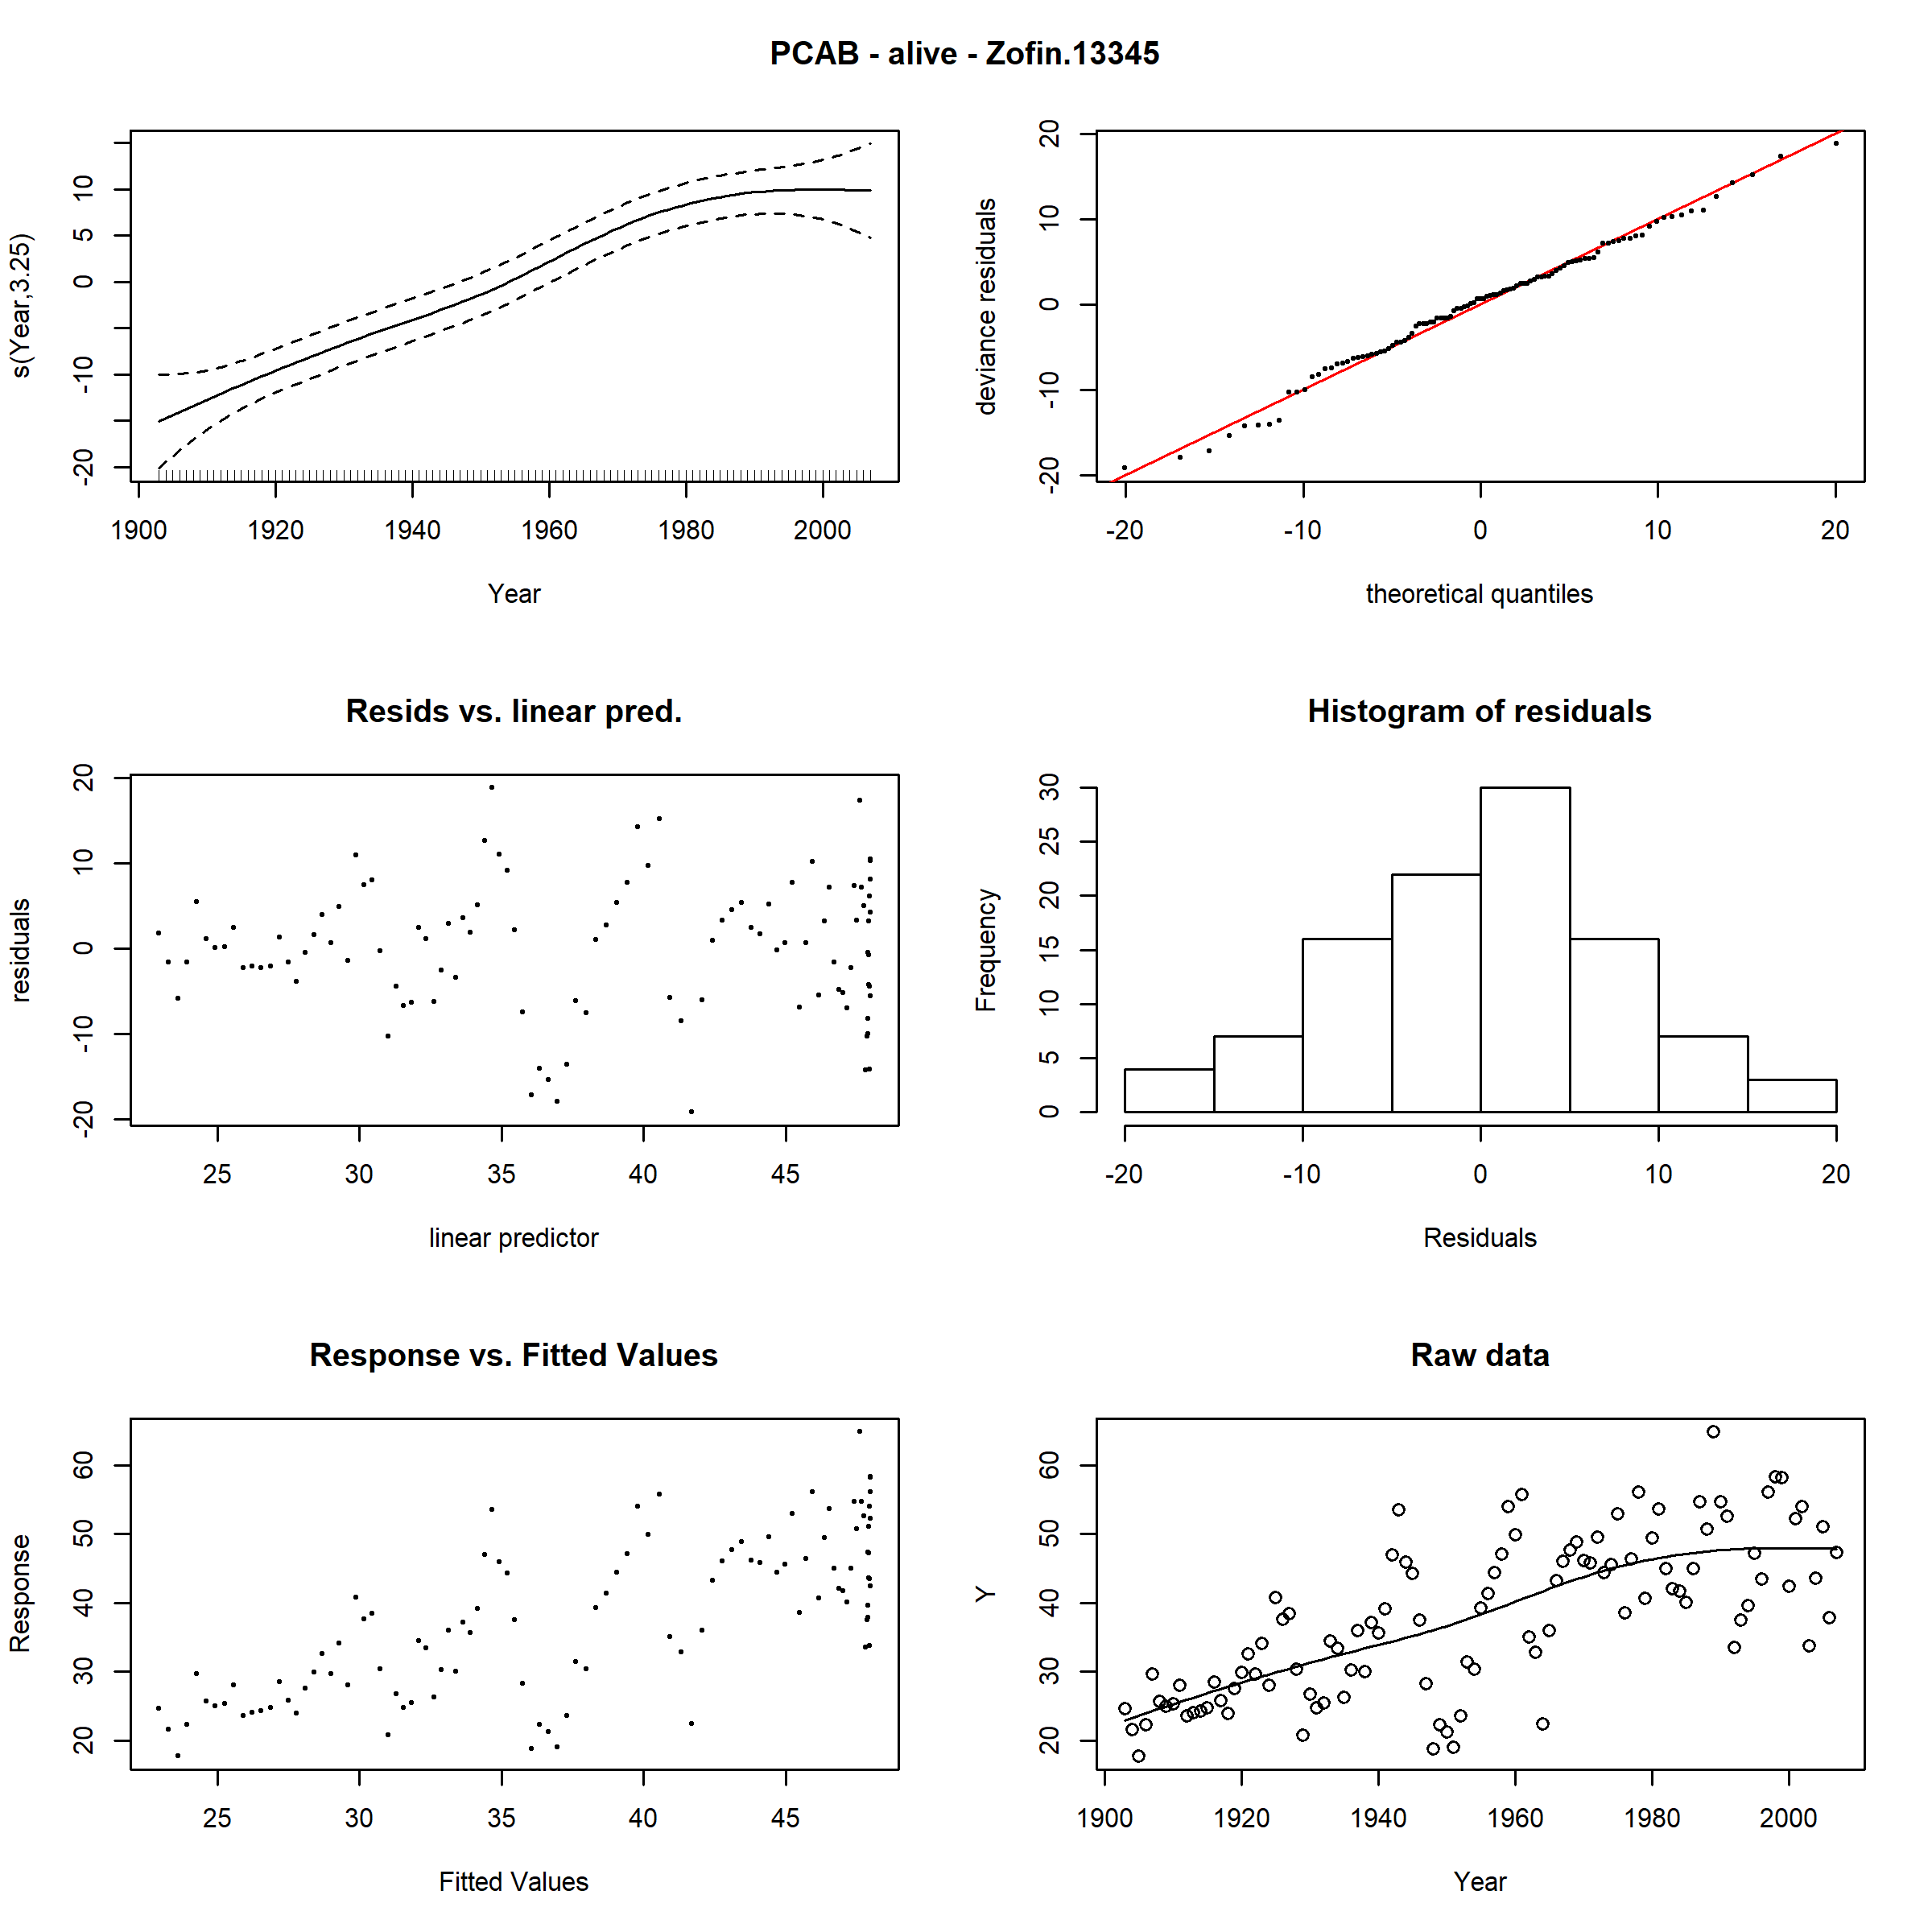 PCAB - alive - Zofin.13345
s(Year,3.25)
-20 -10 0 5 10
1900 1920 1940 1960 1980 2000
Year
deviance residuals
-20 -10 0 10 20
-20 -10 0 10 20
theoretical quantiles
Resids vs. linear pred.
residuals
-20 -10 0 10 20
25 30 35 40 45
linear predictor
Histogram of residuals
Frequency
0 5 10 15 20 25 30
-20 -10 0 10 20
Residuals
Response vs. Fitted Values
Response
20 30 40 50 60
25 30 35 40 45
Fitted Values
Raw data
Y
20 30 40 50 60
1900 1920 1940 1960 1980 2000
Year